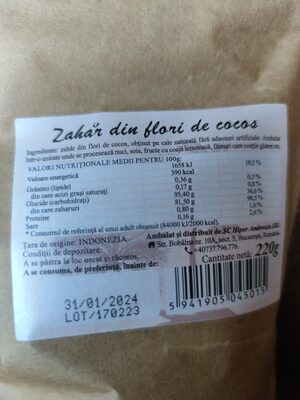 Zahăr din flori de cocos
Ingrediente: zahăr din flori de cocos, obținut pe cale naturală fără adaosuri artificiale. Ambalat
într-o unitate unde se procesează nuci, soia, fructe cu coajă lemnoasă, făinuri care conțin gluten
VALORI NUTRIȚIONALE MEDII PENTRU 100g:
Valoare energetică 1658 kJ 19,5%
390 kcal
Grăsimi (lipide) 0,36 g 0,5%
din care acizi grași saturați 0,17 g 0,8%
Glucide (carbohidrați) 95,40 g 36,6%
din care zaharuri 81,50 g 90,5%
Proteine 0,80 g 1,6%
Sare 0,16 g 2,6%
* Consumul de referință al unui adult obișnuit (84000 kJ/2000 kcal).
Țara de origine: INDONEZIA
Ambalat și distribuit de SC Hiper Ambrozia SRL
Condiții de depozitare:
Str. Bobâlna nr. 10A, sect. 5, București, România
A se păstra la loc uscat și răcoros.
+40737796776
A se consuma, de preferință, înainte de:
Cantitate netă: 220g
31/01/2024
LOT/170223
5 941905 045015